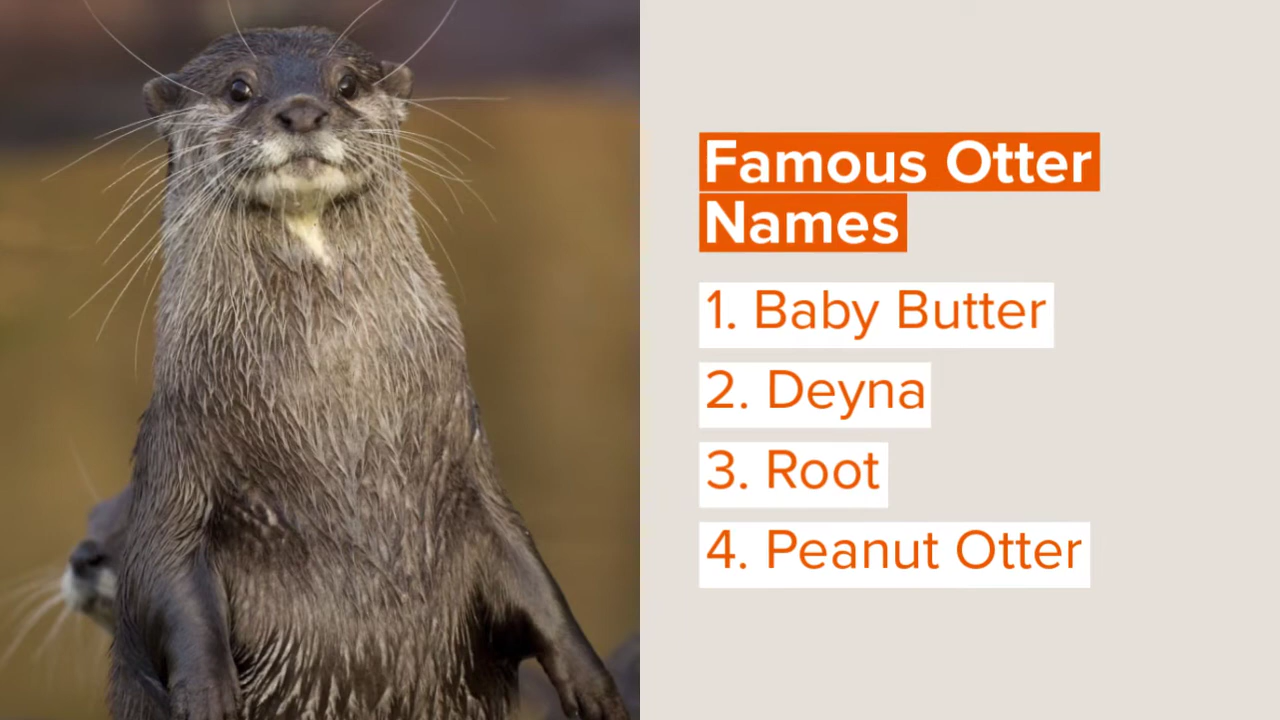 Famous Otter
Names
1. Baby Butter
2. Deyna
3. Root
4. Peanut Otter